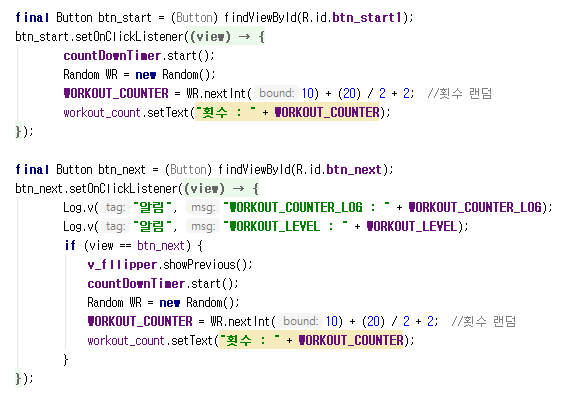 final Button btn_start = (Button) findViewById(R.id.btn_start1);
btn_start.setOnClickListener((view) → {
countDownTimer.start();
Random WR = new Random();
WORKOUT_COUNTER = WR.nextInt( bound: 10) + (20) / 2 + 2; //횟수 랜덤
workout_count.setText("횟수 : " + WORKOUT_COUNTER);
});
final Button btn_next = (Button) findViewById(R.id.btn_next);
btn_next.setOnClickListener((view) → {
Log.v( tag: "알림", msg: "WORKOUT_COUNTER_LOG : " + WORKOUT_COUNTER_LOG);
Log.v( tag: "알림", msg: "WORKOUT_LEVEL : " + WORKOUT_LEVEL);
if (view == btn_next) {
v_fllipper.showPrevious();
countDownTimer.start();
Random WR = new Random();
WORKOUT_COUNTER = WR.nextInt( bound: 10) + (20) / 2 + 2; //횟수 랜덤
workout_count.setText("횟수 : " + WORKOUT_COUNTER);
}
});